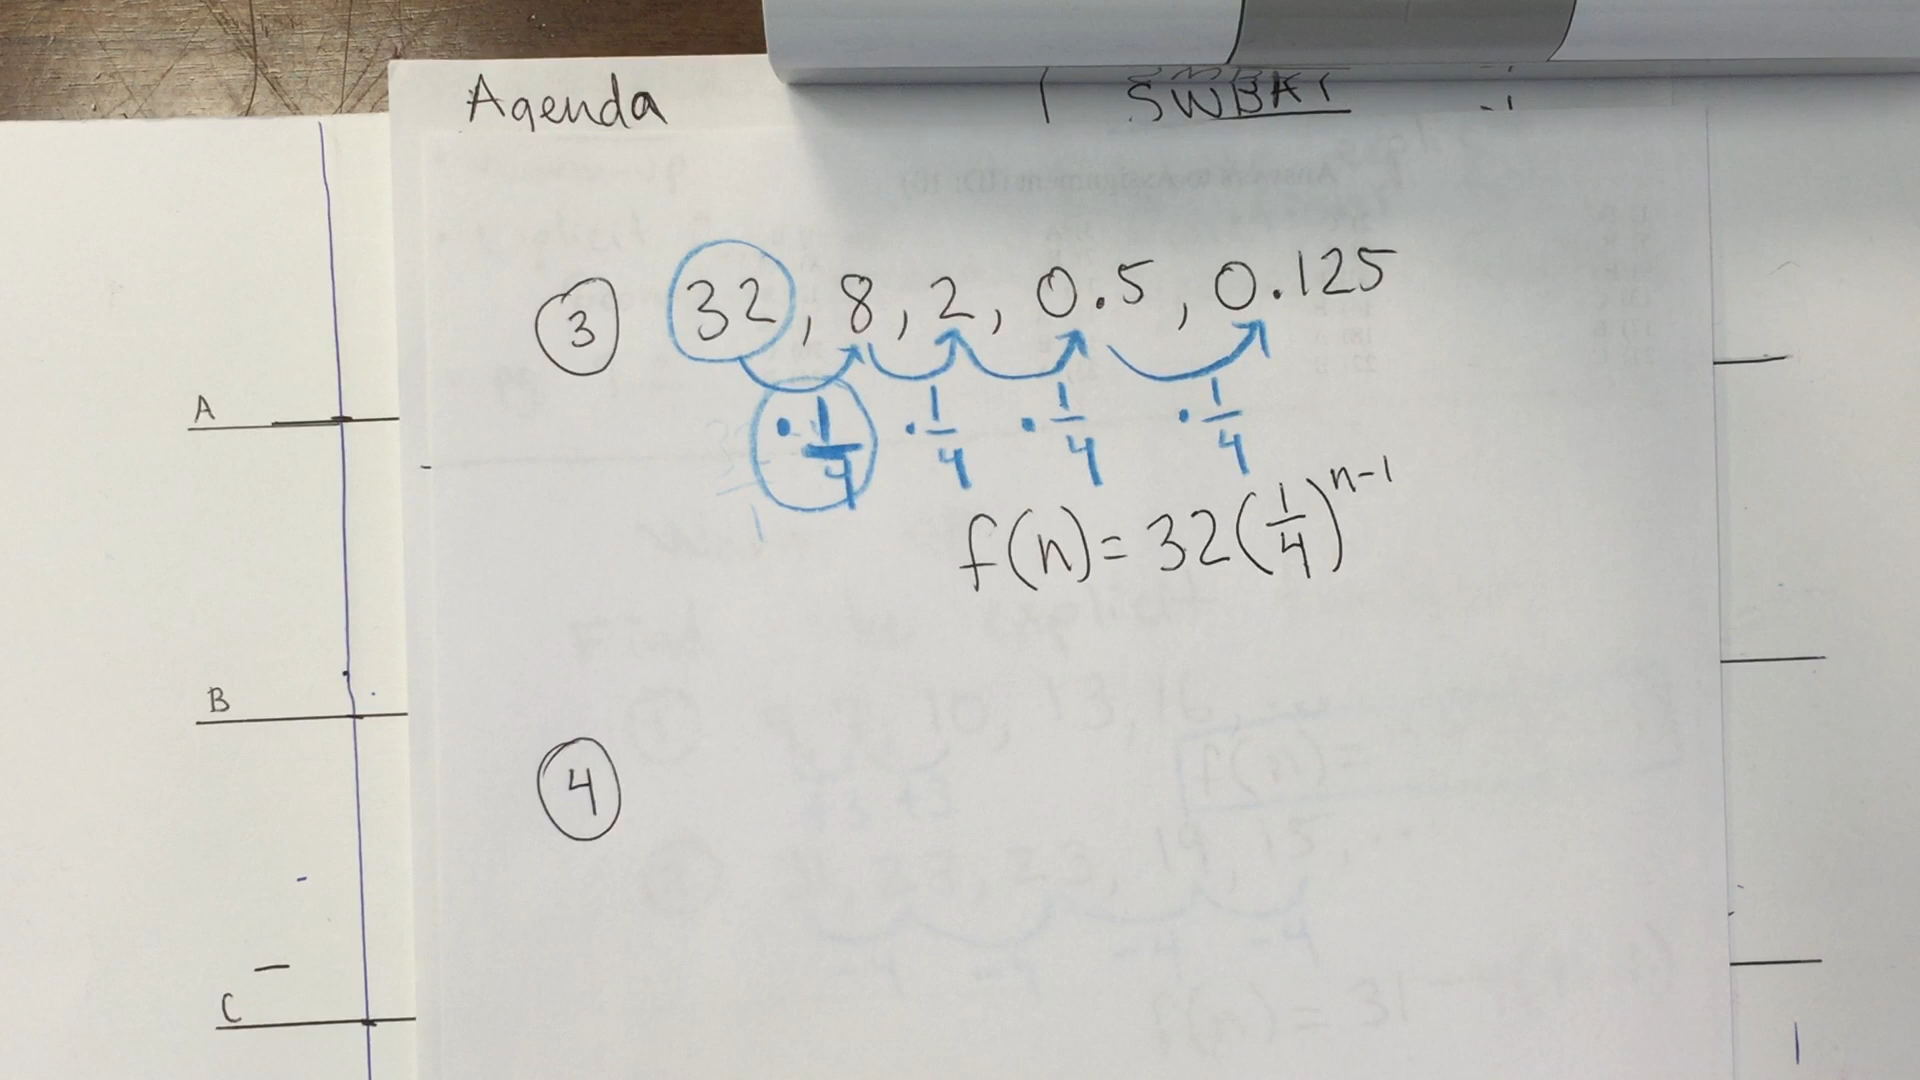 Agenda SWBAT
③ 32, 8, 2, 0.5, 0.125
· 1/4 · 1/4 · 1/4 · 1/4
f(n) = 32(1/4)^(n-1)
A
B
④
C